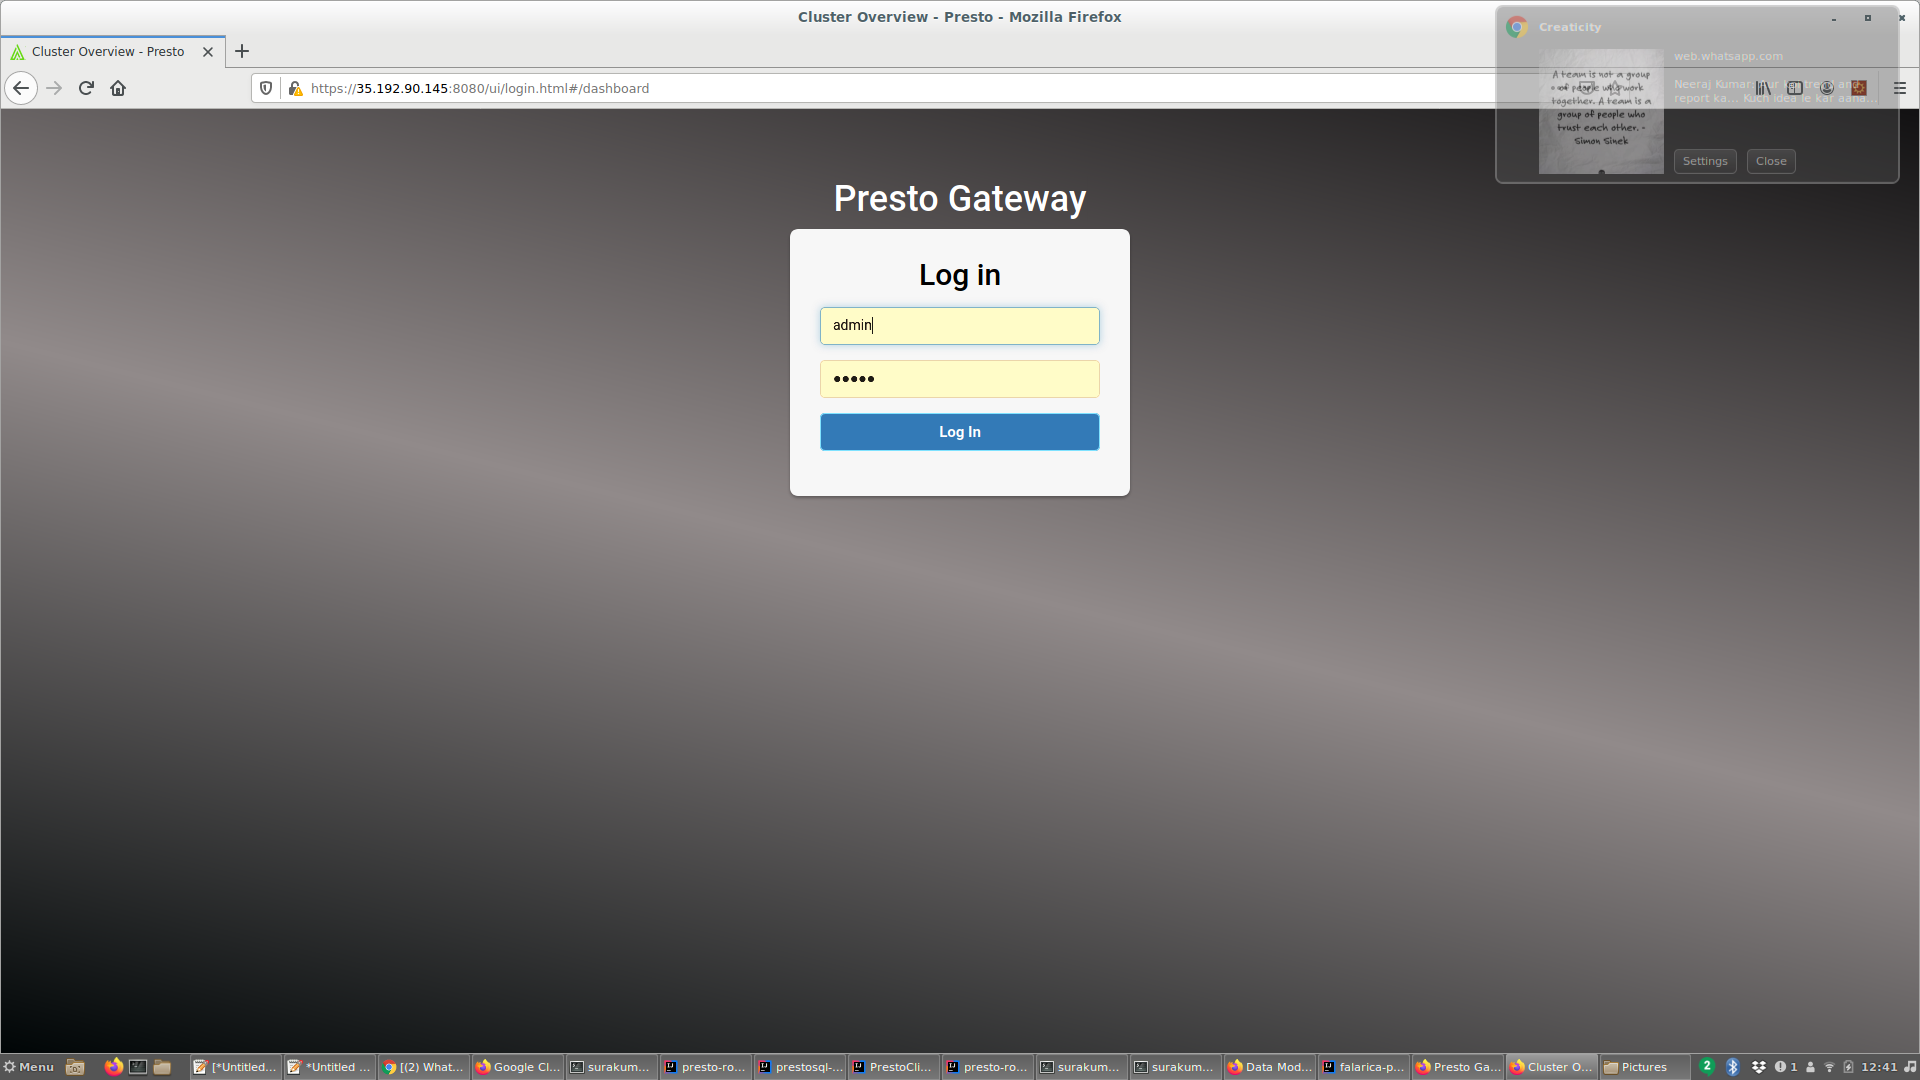 Cluster Overview - Presto - Mozilla Firefox
Cluster Overview - Presto
https://35.192.90.145:8080/ui/login.html#/dashboard
Creaticity
web.whatsapp.com
A team is not a group
of people who work
together. A team is a
group of people who
trust each other. -
Simon Sinek
Neeraj Kumar: Aur
report ka... Kuch idea le kar aana...
Settings
Close
Presto Gateway
Log in
admin
Log In
Menu
[*Untitled...
*Untitled ...
[(2) What...
Google Cl...
surakum...
presto-ro...
prestosql-...
PrestoCli...
presto-ro...
surakum...
surakum...
Data Mod...
falarica-p...
Presto Ga...
Cluster O...
Pictures
2
1
12:41